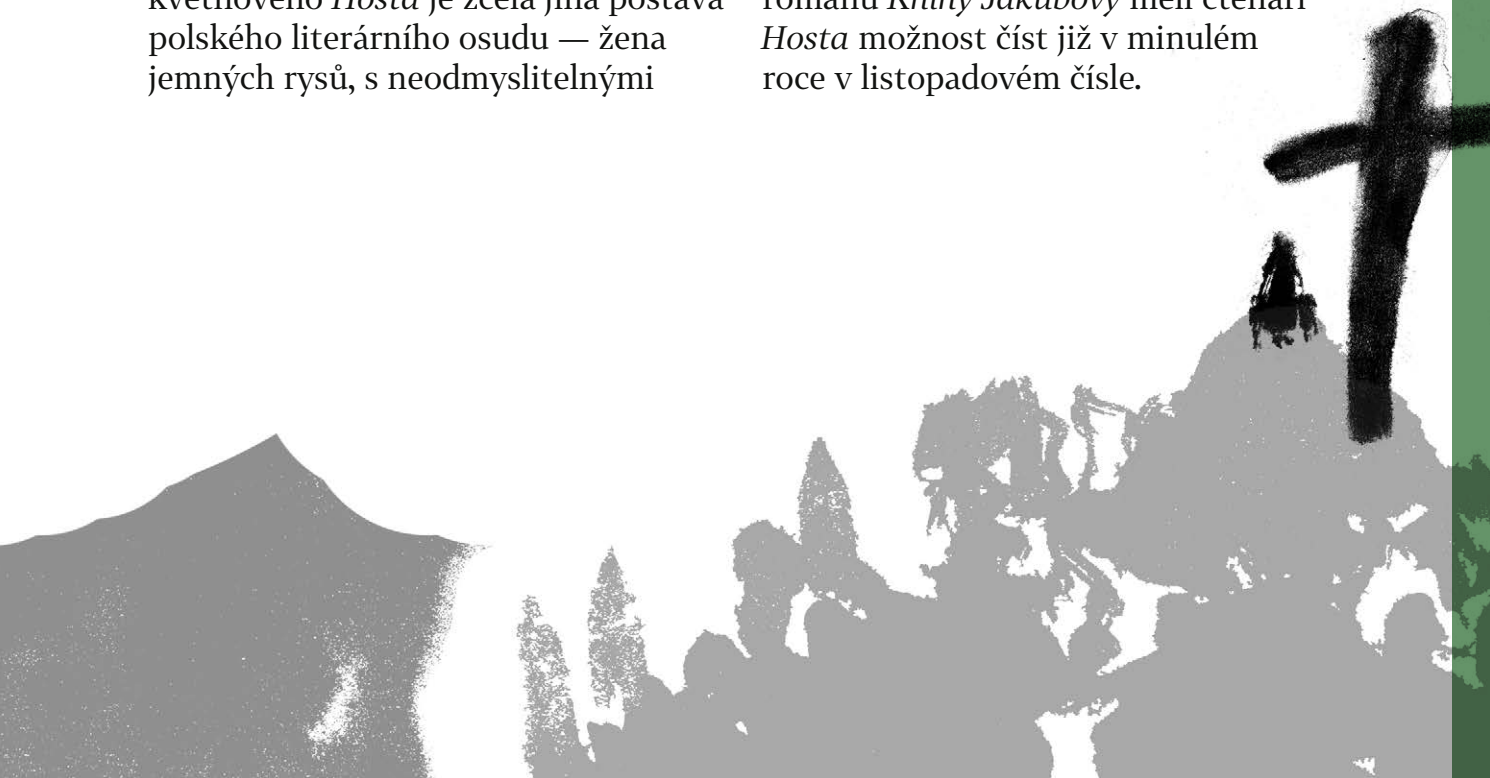 květnového Hosta je zcela jiná postava
polského literárního osudu — žena
jemných rysů, s neodmyslitelnými
románu Knihy Jakubovy měli čtenáři
Hosta možnost číst již v minulém
roce v listopadovém čísle.